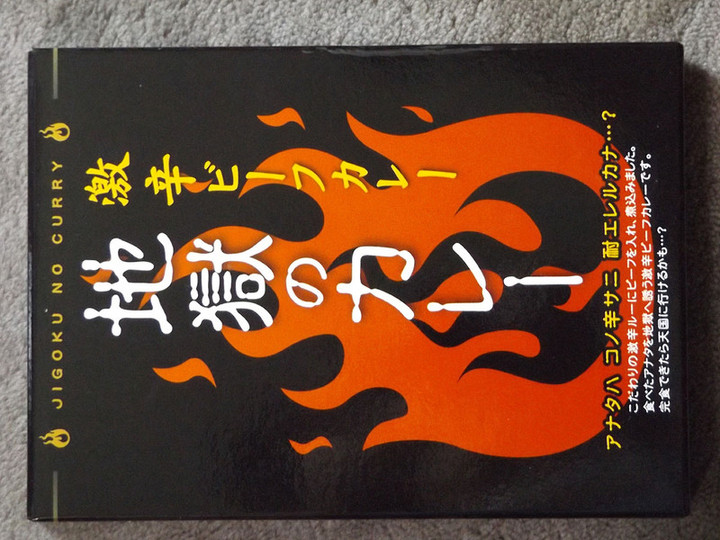 JIGOKU NO CURRY
激辛ビーフカレー
地獄のカレー
アナタハ コノ辛サニ 耐エレルカナ…？
こだわりの激辛ルーにビーフを入れ、煮込みました。
食べたアナタを地獄へ誘う激辛ビーフカレーです。
完食できたら天国に行けるかも…？